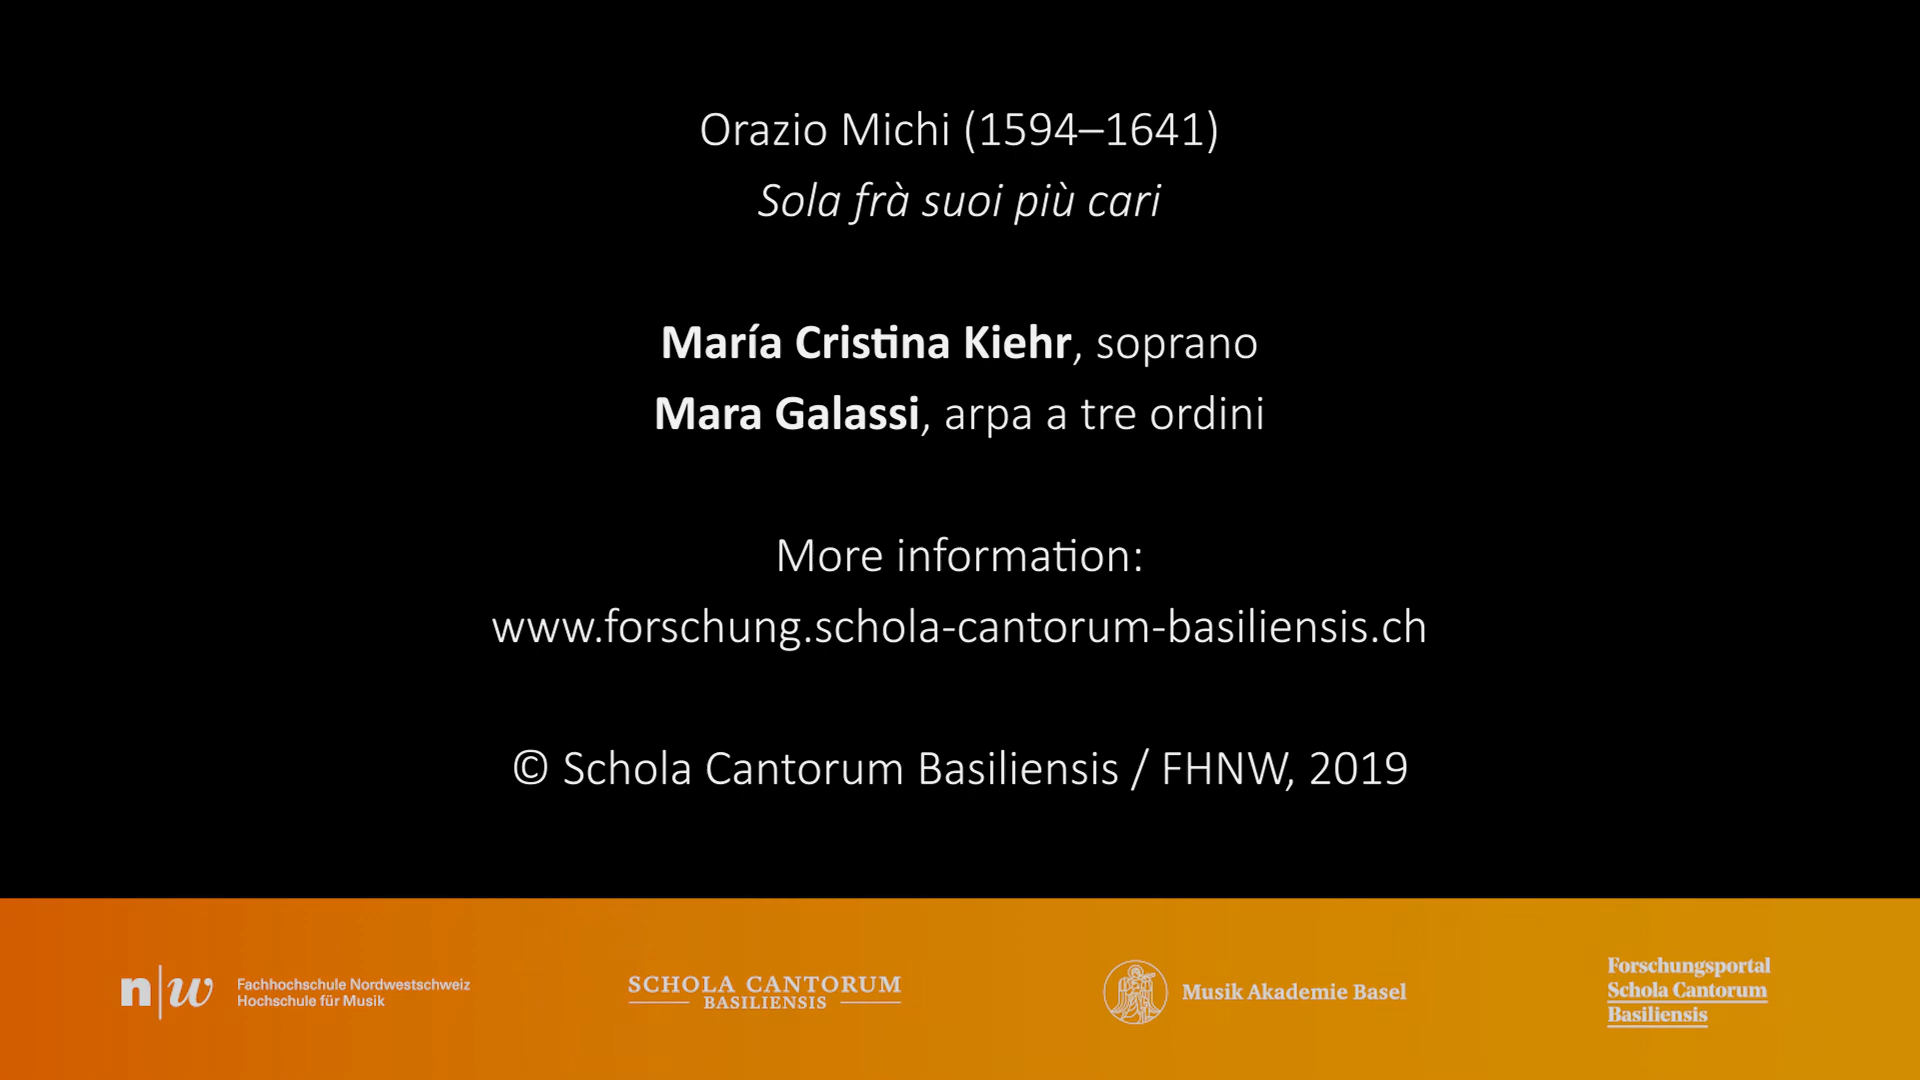 Orazio Michi (1594–1641)
Sola frà suoi più cari
María Cristina Kiehr, soprano
Mara Galassi, arpa a tre ordini
More information:
www.forschung.schola-cantorum-basiliensis.ch
© Schola Cantorum Basiliensis / FHNW, 2019
n|w Fachhochschule Nordwestschweiz
Hochschule für Musik
SCHOLA CANTORUM
BASILIENSIS
Musik Akademie Basel
Forschungsportal
Schola Cantorum
Basiliensis